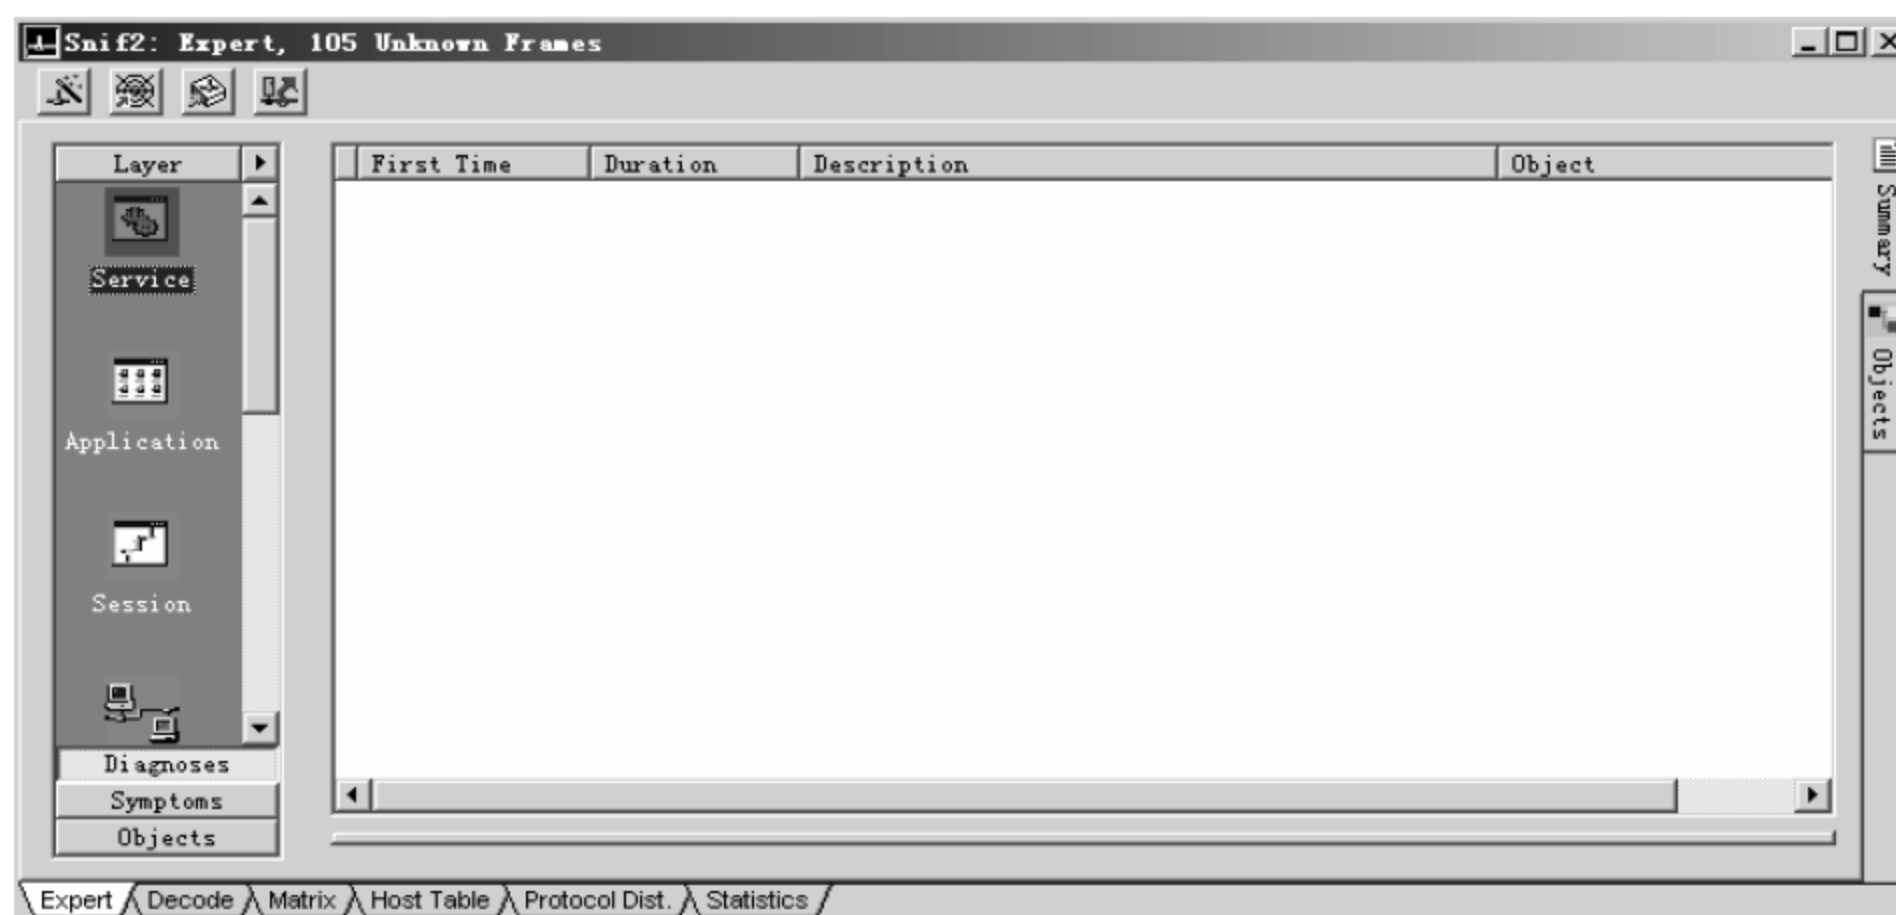 Snif2: Expert, 105 Unknown Frames
Layer
First Time Duration Description Object
Service
Application
Session
Diagnoses
Symptoms
Objects
Summary
Objects
Expert Decode Matrix Host Table Protocol Dist. Statistics